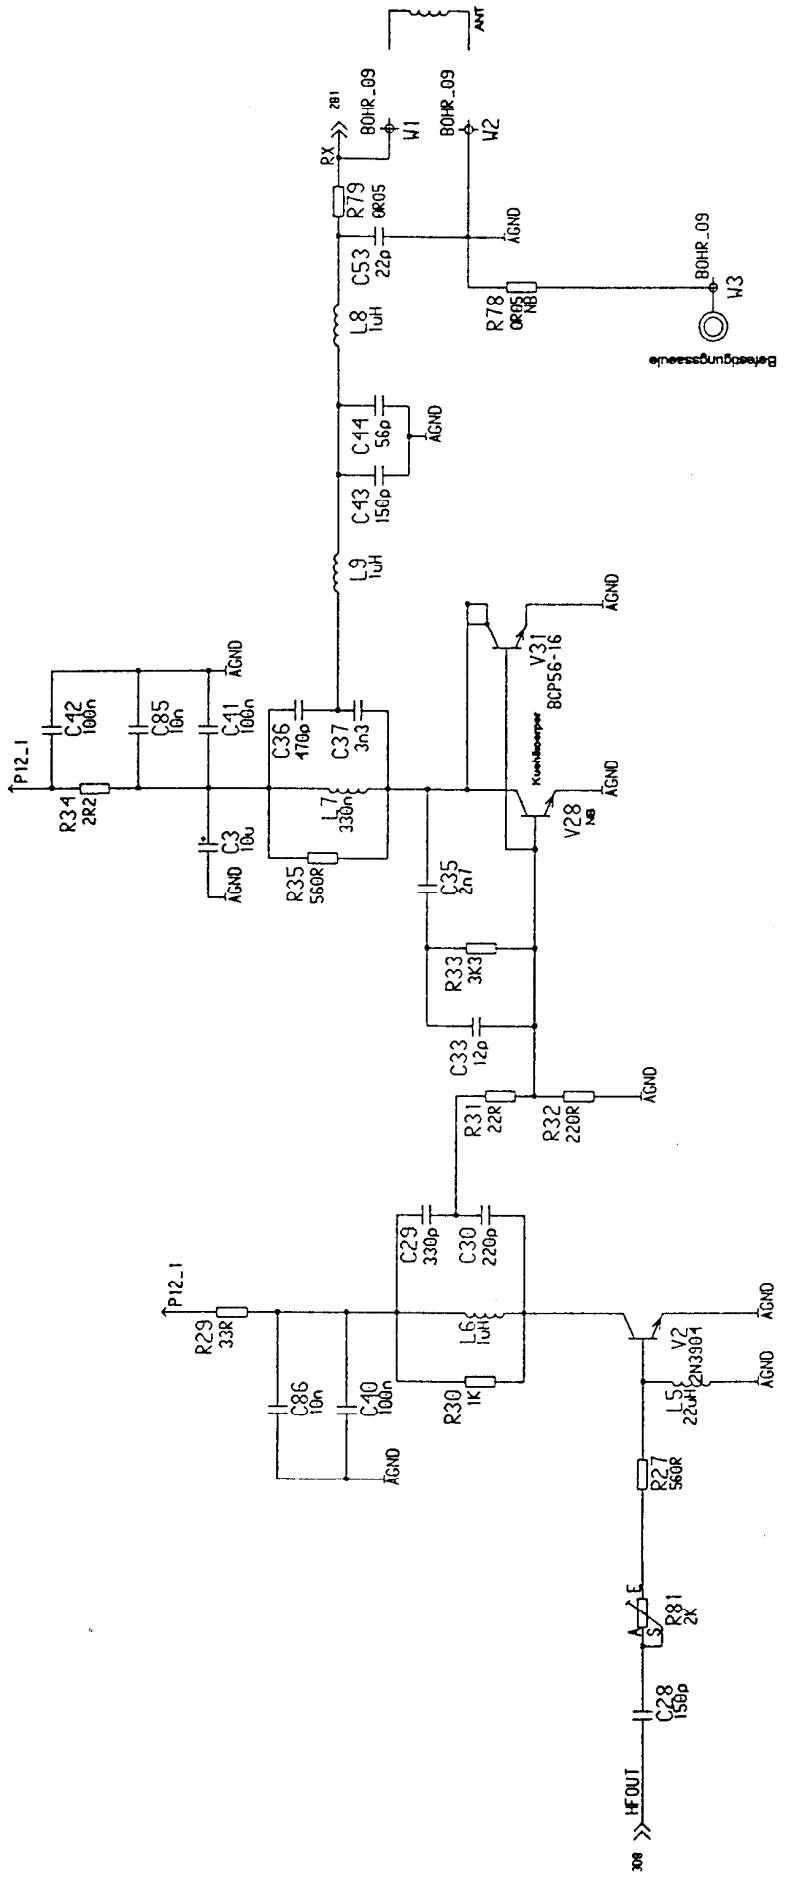 ANT
BOHR_09
W1
BOHR_09
W2
2B1
RX
R79
0R05
C53
22p
AGND
R78
0R05
NB
BOHR_09
W3
Befestigungssaeule
L8
1uH
C44
56p
C43
150p
AGND
L9
1uH
P12_1
C42
100n
R34
2R2
C85
10n
C41
100n
AGND
C3
10u
AGND
C36
470p
C37
3n3
L7
330n
R35
560R
V31
BCP56-16
AGND
Kuehlkoerper
V28
NB
AGND
C35
2n7
R33
3K3
C33
12p
R31
22R
R32
220R
AGND
P12_1
R29
33R
C86
10n
C40
100n
AGND
C29
330p
C30
220p
L6
1uH
R30
1K
V2
2N3904
AGND
L5
22uH
AGND
R27
560R
E
A
S
R81
2K
C28
150p
HFOUT
3D8